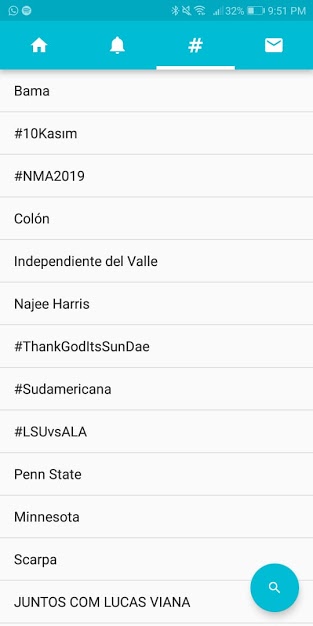 32% 9:51 PM
#
Bama
#10Kasım
#NMA2019
Colón
Independiente del Valle
Najee Harris
#ThankGodItsSunDae
#Sudamericana
#LSUvsALA
Penn State
Minnesota
Scarpa
JUNTOS COM LUCAS VIANA